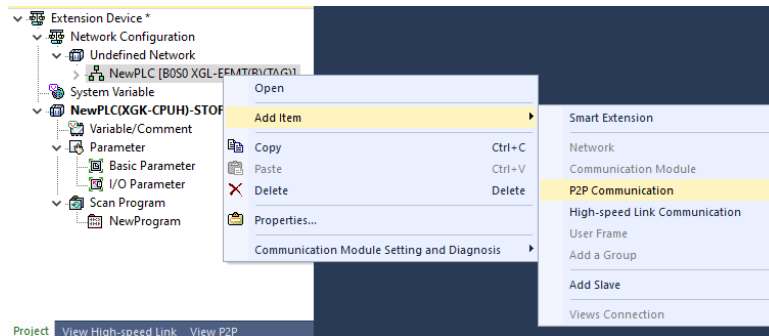 Extension Device *
Network Configuration
Undefined Network
NewPLC [B0S0 XGL-EFMT(B)(TAG)]
System Variable
NewPLC(XGK-CPUH)-STOP
Variable/Comment
Parameter
Basic Parameter
I/O Parameter
Scan Program
NewProgram
Project View High-speed Link View P2P
Open
Add Item
Copy Ctrl+C
Paste Ctrl+V
Delete Delete
Properties...
Communication Module Setting and Diagnosis
Smart Extension
Network
Communication Module
P2P Communication
High-speed Link Communication
User Frame
Add a Group
Add Slave
Views Connection